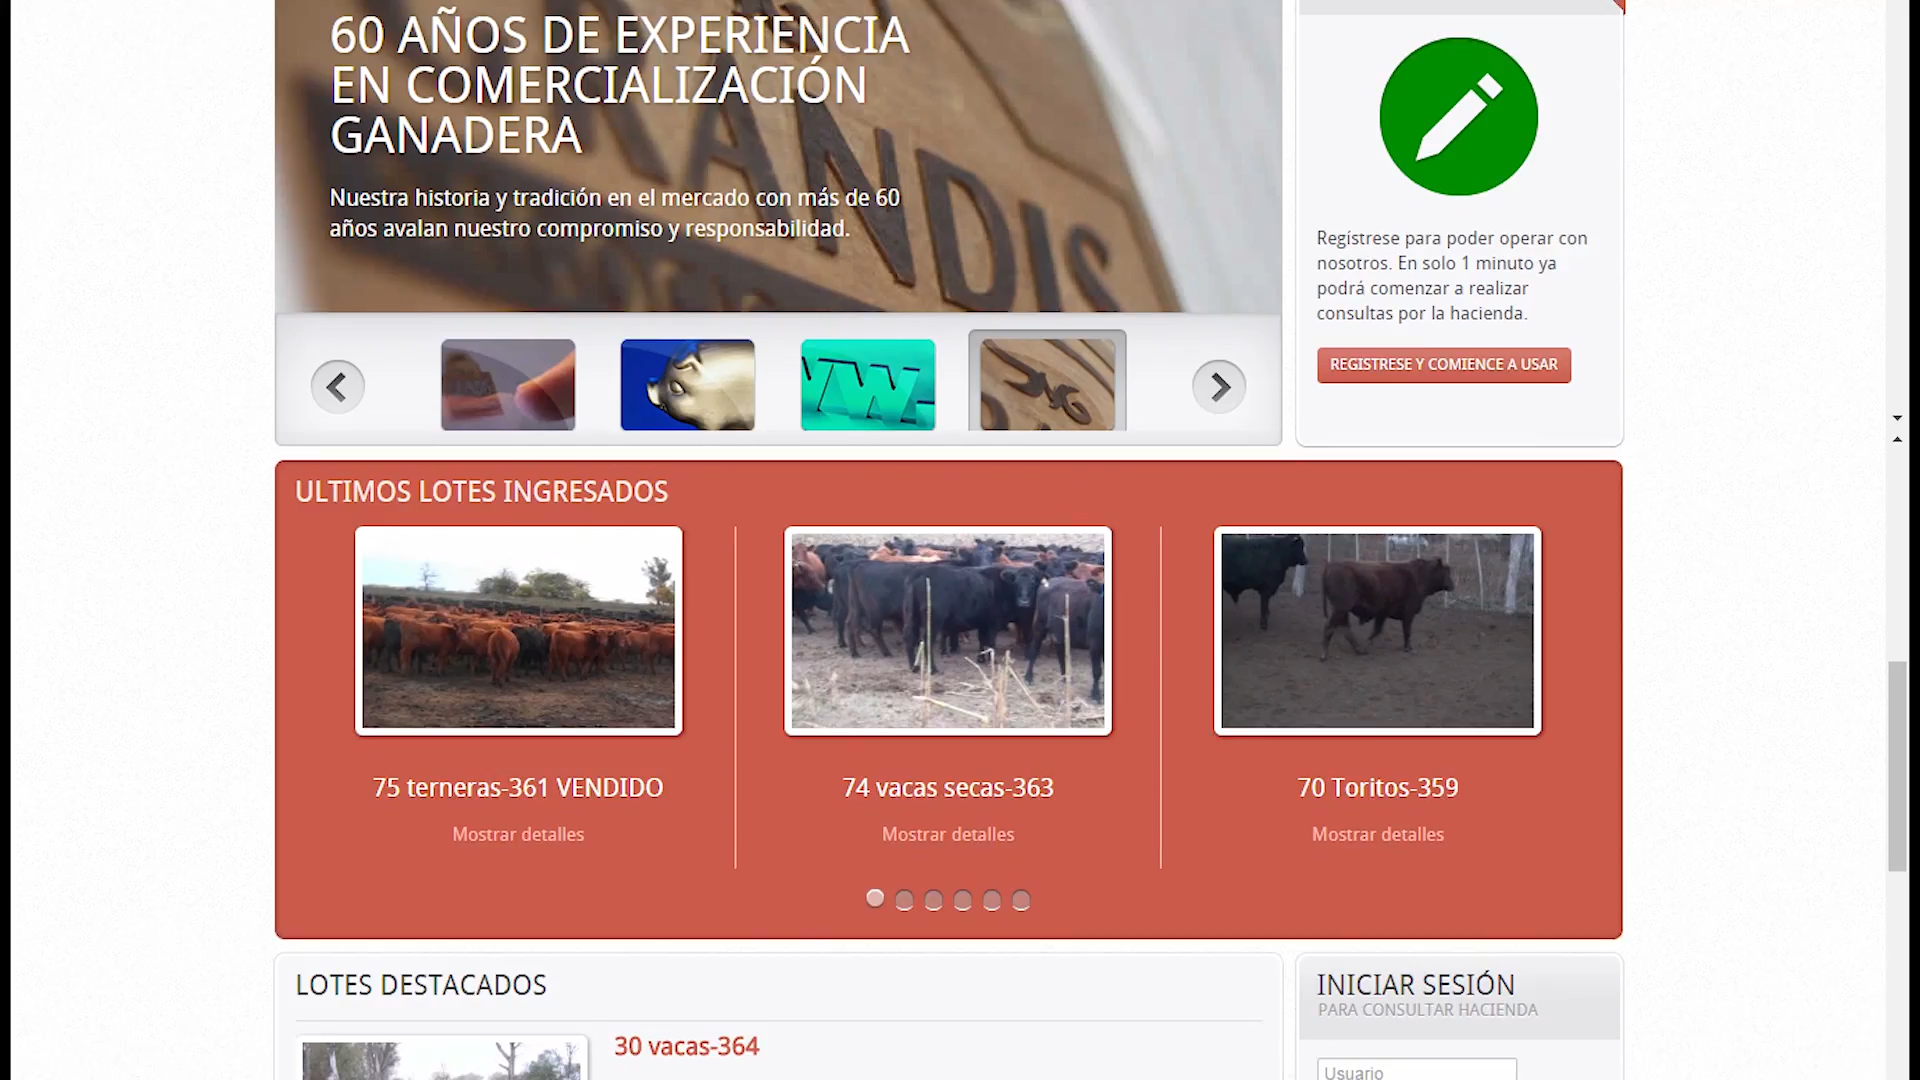 60 AÑOS DE EXPERIENCIA
EN COMERCIALIZACIÓN
GANADERA
Nuestra historia y tradición en el mercado con más de 60
años avalan nuestro compromiso y responsabilidad.
Regístrese para poder operar con
nosotros. En solo 1 minuto ya
podrá comenzar a realizar
consultas por la hacienda.
REGISTRESE Y COMIENCE A USAR
ULTIMOS LOTES INGRESADOS
75 terneras-361 VENDIDO
Mostrar detalles
74 vacas secas-363
Mostrar detalles
70 Toritos-359
Mostrar detalles
LOTES DESTACADOS
30 vacas-364
INICIAR SESIÓN
PARA CONSULTAR HACIENDA
Usuario